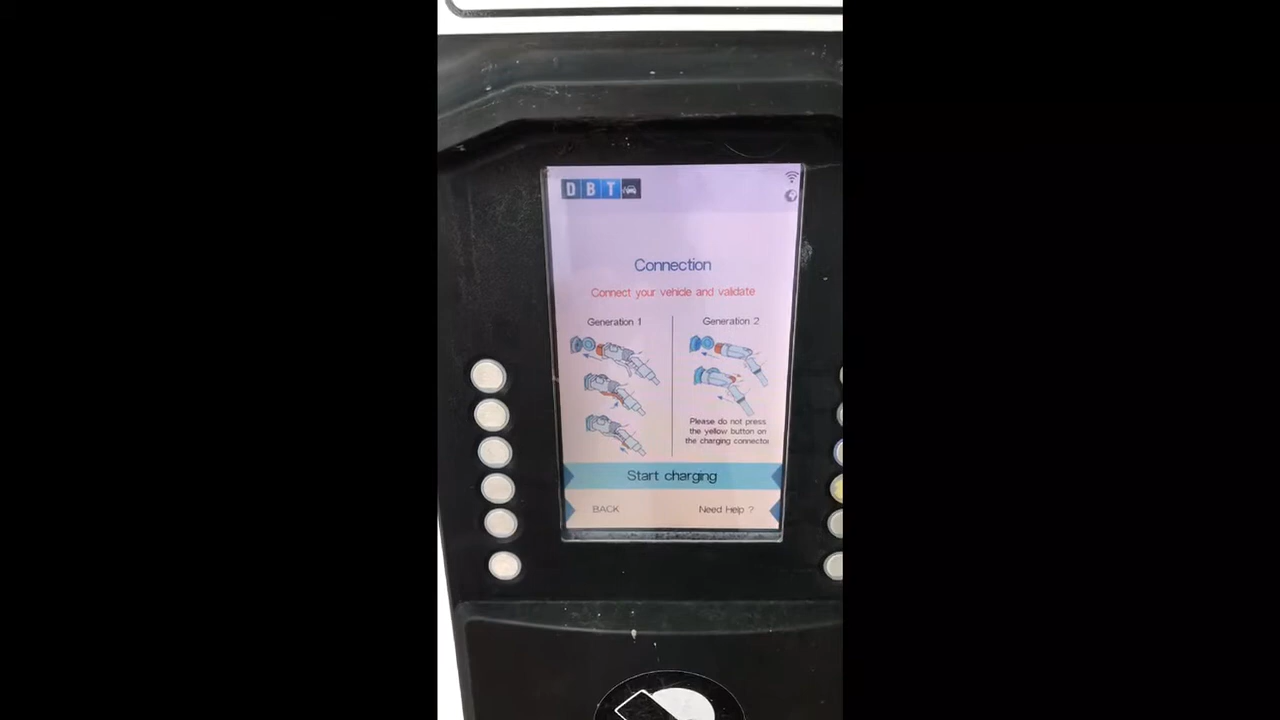 DBT
Connection
Connect your vehicle and validate
Generation 1
Generation 2
Please do not press
the yellow button on
the charging connector
Start charging
BACK
Need Help ?